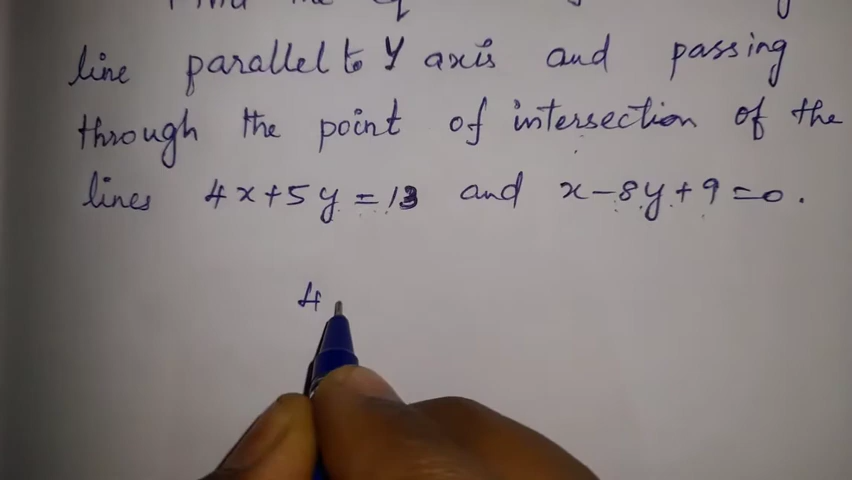 the
line parallel to Y axis and passing
through the point of intersection of the
lines 4x+5y=13 and x-8y+9=0.
4